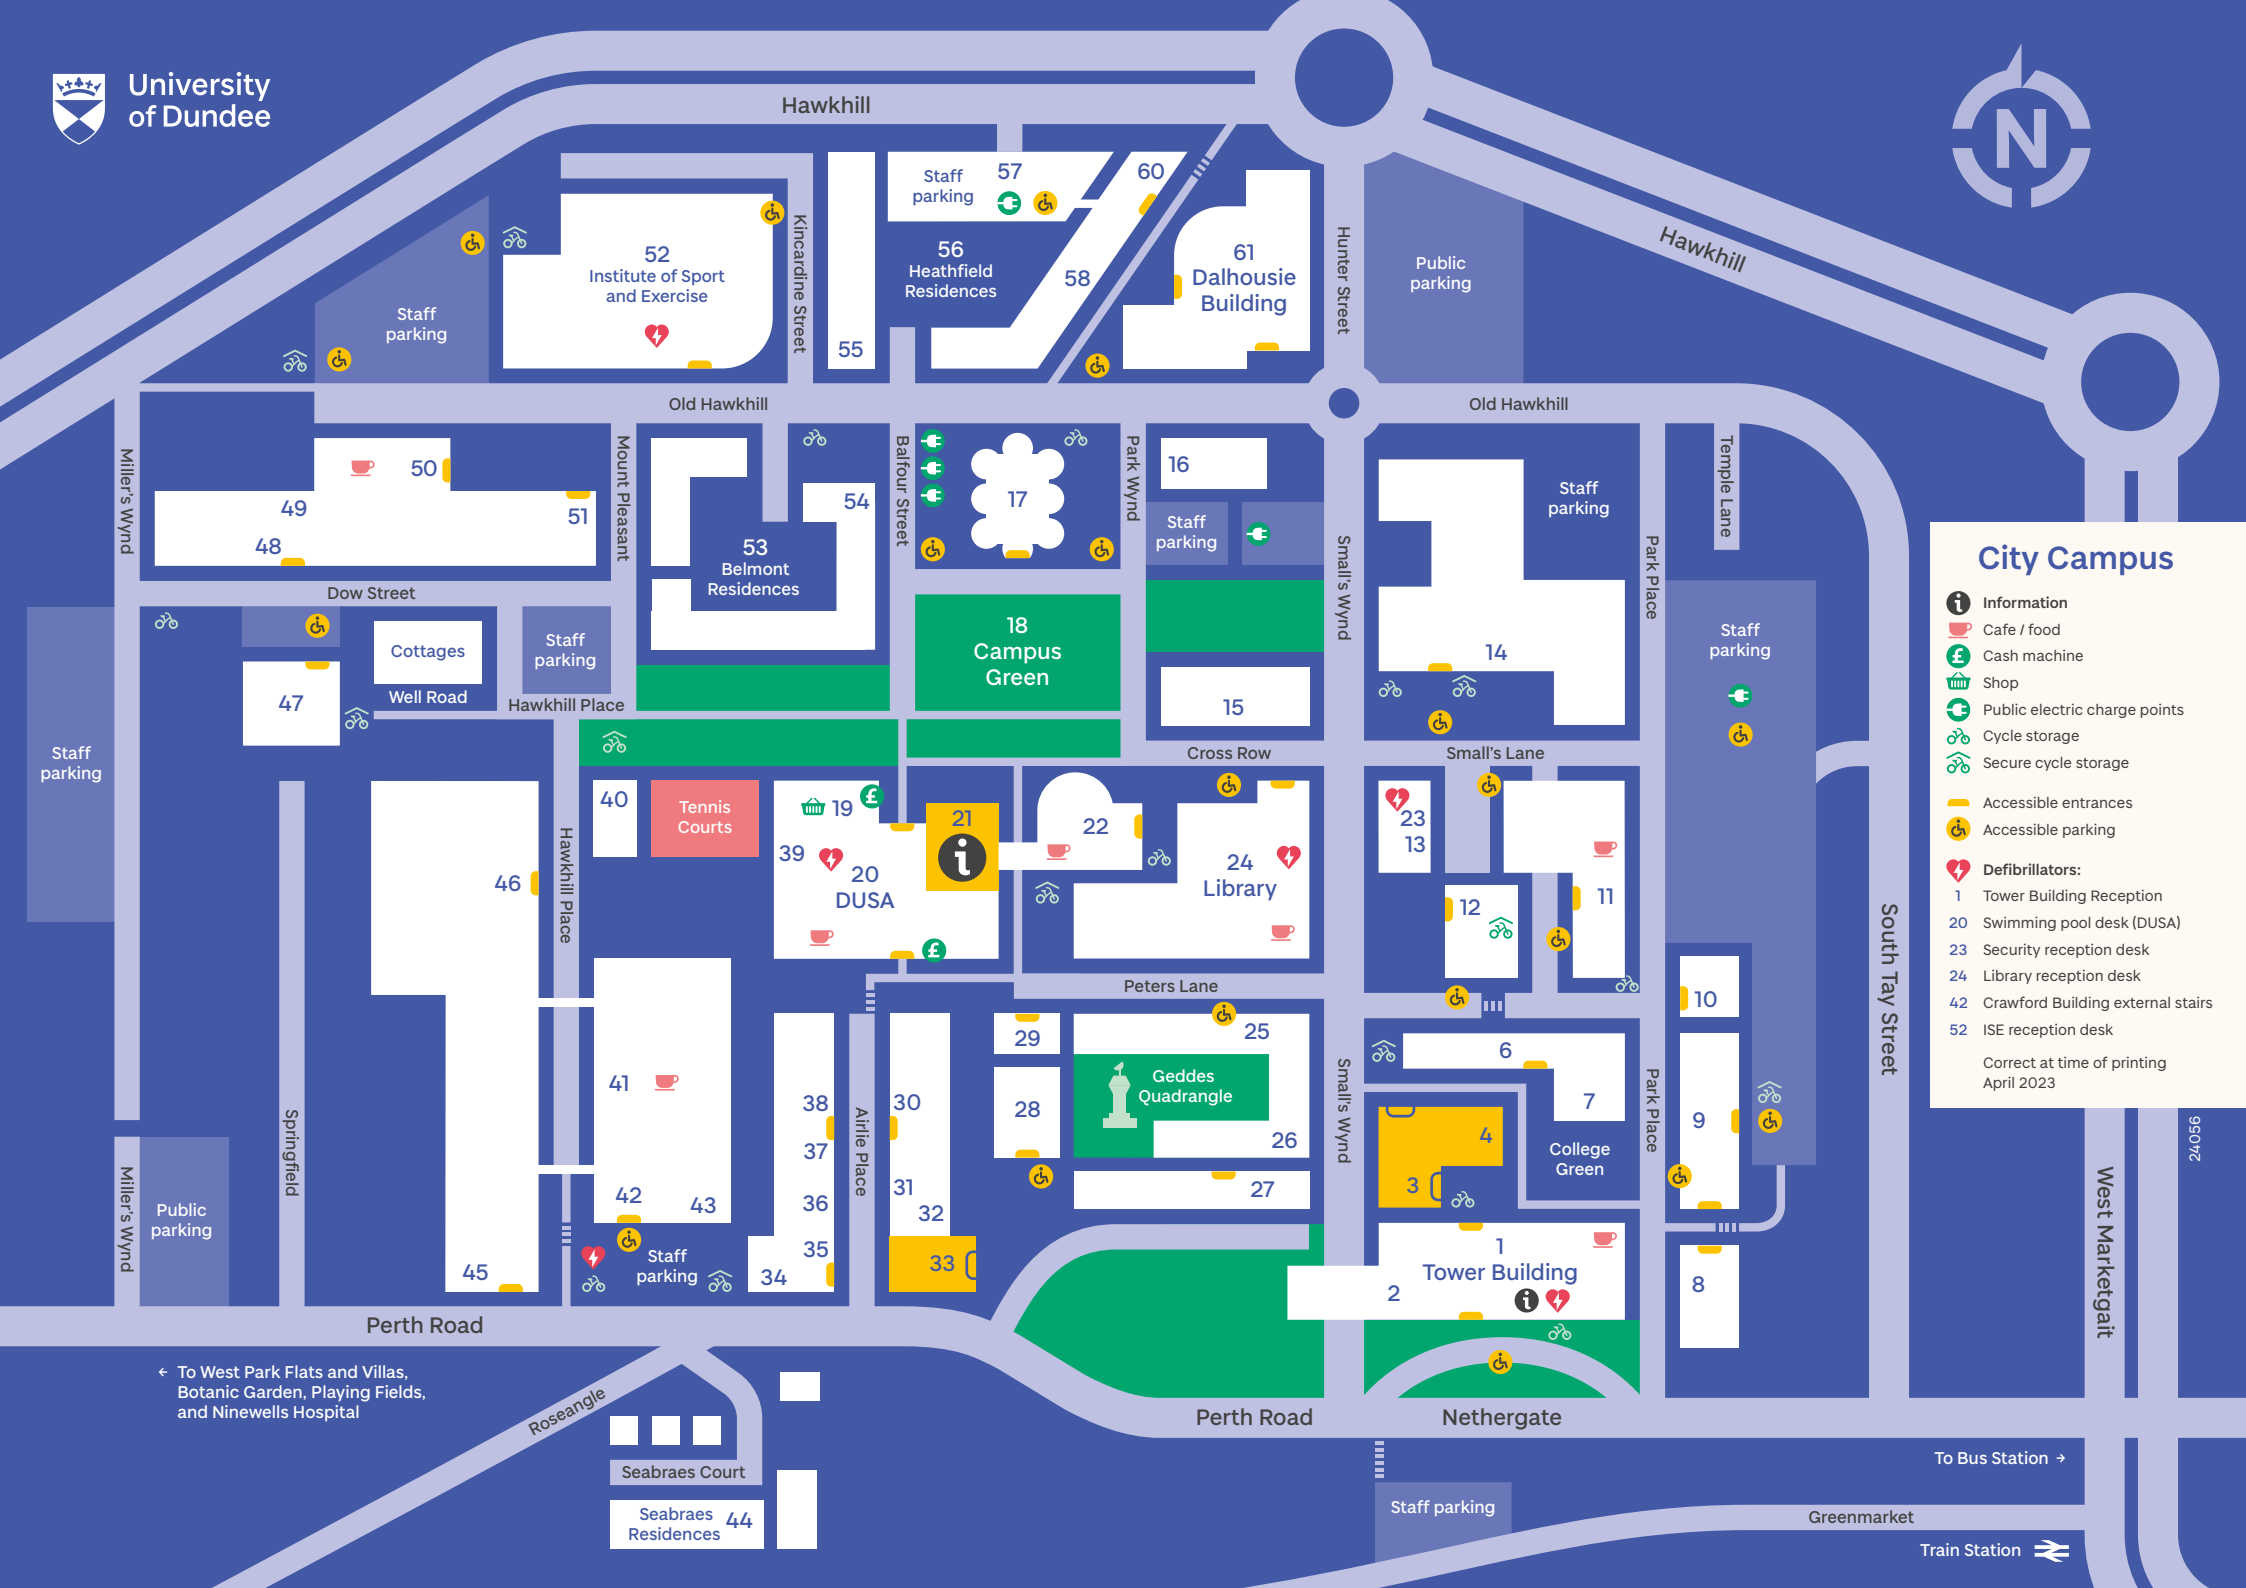 University
of Dundee
Hawkhill
N
Staff
parking
57
60
Kincardine Street
52
Institute of Sport
and Exercise
56
Heathfield
Residences
58
61
Dalhousie
Building
Hunter Street
Public
parking
Hawkhill
Staff
parking
55
Old Hawkhill
Old Hawkhill
Miller's Wynd
50
49
48
51
Mount Pleasant
54
53
Belmont
Residences
Balfour Street
17
Park Wynd
16
Staff
parking
Small's Wynd
Staff
parking
Park Place
Temple Lane
Dow Street
Cottages
Well Road
Staff
parking
Hawkhill Place
47
18
Campus
Green
15
14
Staff
parking
Staff
parking
Cross Row
Small's Lane
City Campus
i Information
Cafe / food
£ Cash machine
Shop
Public electric charge points
Cycle storage
Secure cycle storage
Accessible entrances
Accessible parking
Defibrillators:
1 Tower Building Reception
20 Swimming pool desk (DUSA)
23 Security reception desk
24 Library reception desk
42 Crawford Building external stairs
52 ISE reception desk
Correct at time of printing
April 2023
24056
40
Tennis
Courts
19
£
21
i
39
20
DUSA
£
22
24
Library
23
13
12
11
10
46
Hawkhill Place
South Tay Street
Peters Lane
41
42
43
45
38
37
36
35
34
Airlie Place
30
31
32
33
29
28
25
Geddes
Quadrangle
26
27
Small's Wynd
6
7
4
3
College
Green
Park Place
9
8
1
Tower Building
2
i
Springfield
Miller's Wynd
Public
parking
Staff
parking
West Marketgait
Perth Road
← To West Park Flats and Villas,
Botanic Garden, Playing Fields,
and Ninewells Hospital
Roseangle
Seabraes Court
Seabraes
Residences
44
Perth Road
Nethergate
To Bus Station →
Staff parking
Greenmarket
Train Station